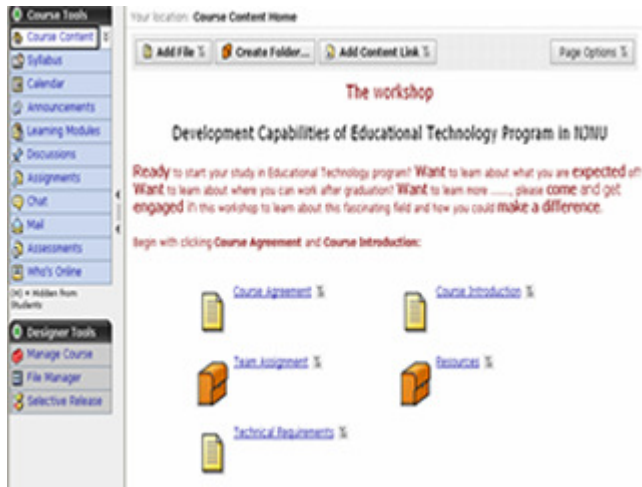 Course Tools
Course Content
Syllabus
Calendar
Announcements
Learning Modules
Discussions
Assignments
Chat
Mail
Assessments
Who's Online
= Hidden from
Students
Designer Tools
Manage Course
File Manager
Selective Release
Your location: Course Content Home
Add File
Create Folder...
Add Content Link
Page Options
The workshop
Development Capabilities of Educational Technology Program in NJNU
Ready to start your study in Educational Technology program? Want to learn about what you are expected of?
Want to learn about where you can work after graduation? Want to learn more ......, please come and get
engaged in this workshop to learn about this fascinating field and how you could make a difference.
Begin with clicking Course Agreement and Course Introduction:
Course Agreement
Course Introduction
Team Assignment
Resources
Technical Requirements